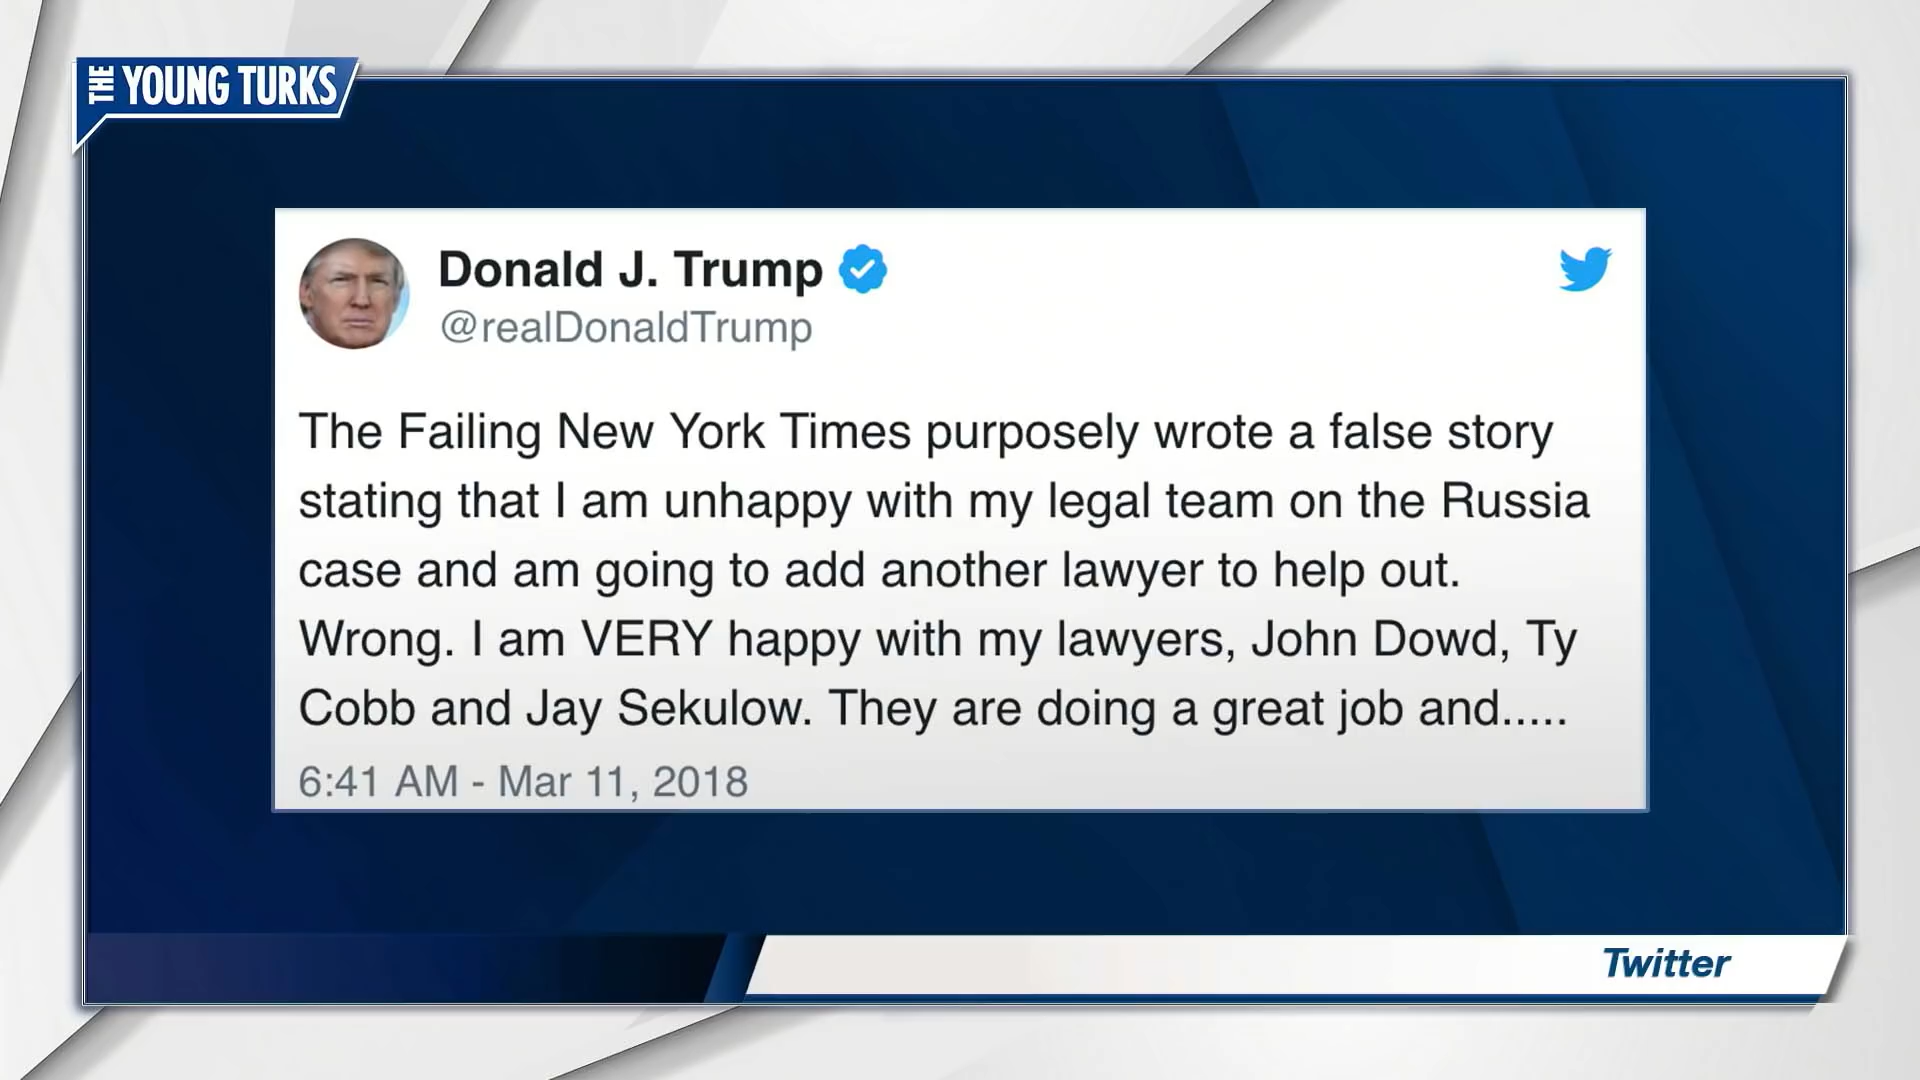 THE YOUNG TURKS
Donald J. Trump
@realDonaldTrump
The Failing New York Times purposely wrote a false story
stating that I am unhappy with my legal team on the Russia
case and am going to add another lawyer to help out.
Wrong. I am VERY happy with my lawyers, John Dowd, Ty
Cobb and Jay Sekulow. They are doing a great job and.....
6:41 AM - Mar 11, 2018
Twitter